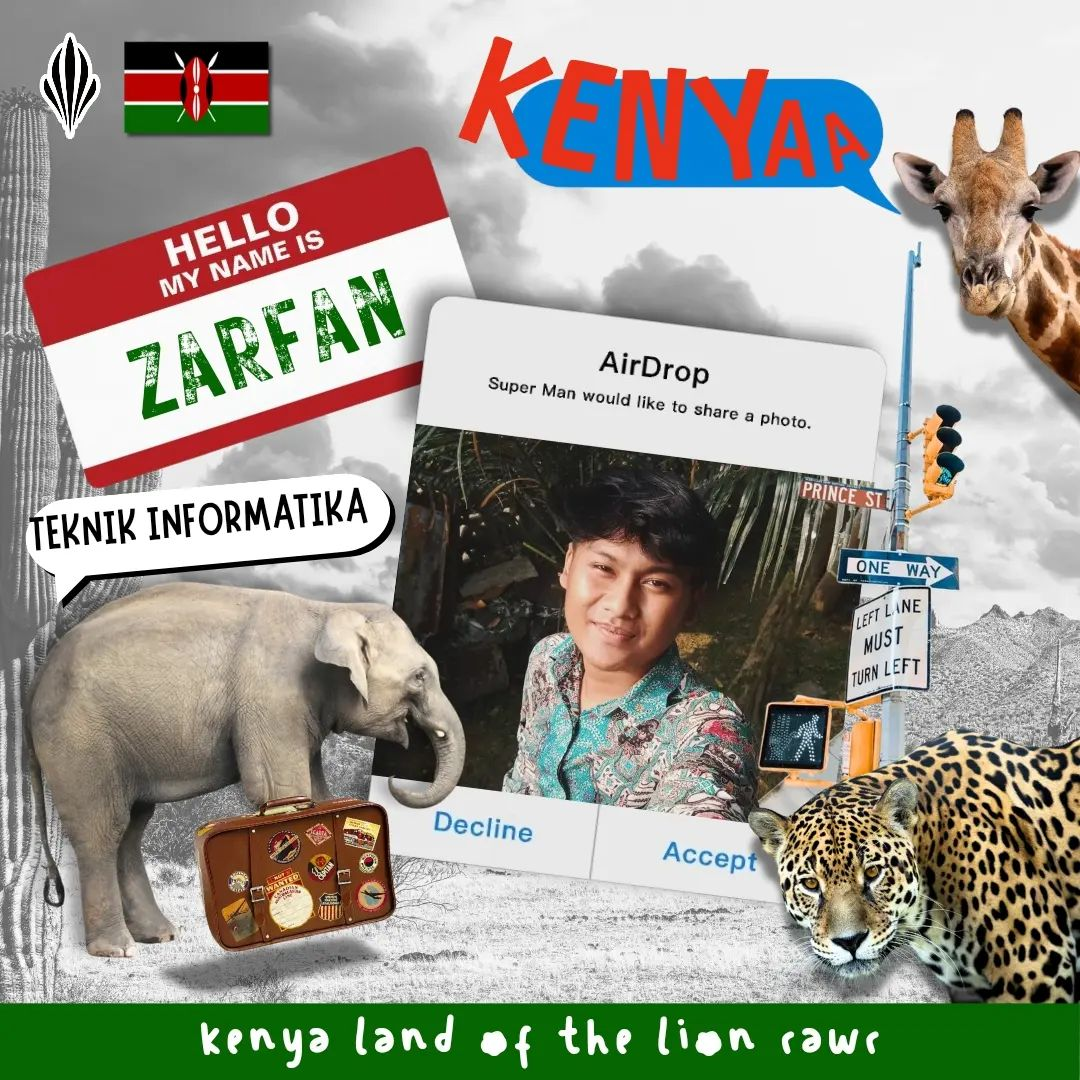 KENYAA
HELLO
MY NAME IS
ZARFAN
AirDrop
Super Man would like to share a photo.
TEKNIK INFORMATIKA
PRINCE ST
ONE WAY
LEFT LANE
MUST
TURN LEFT
WANTED
Decline
Accept
kenya land of the lion rawr